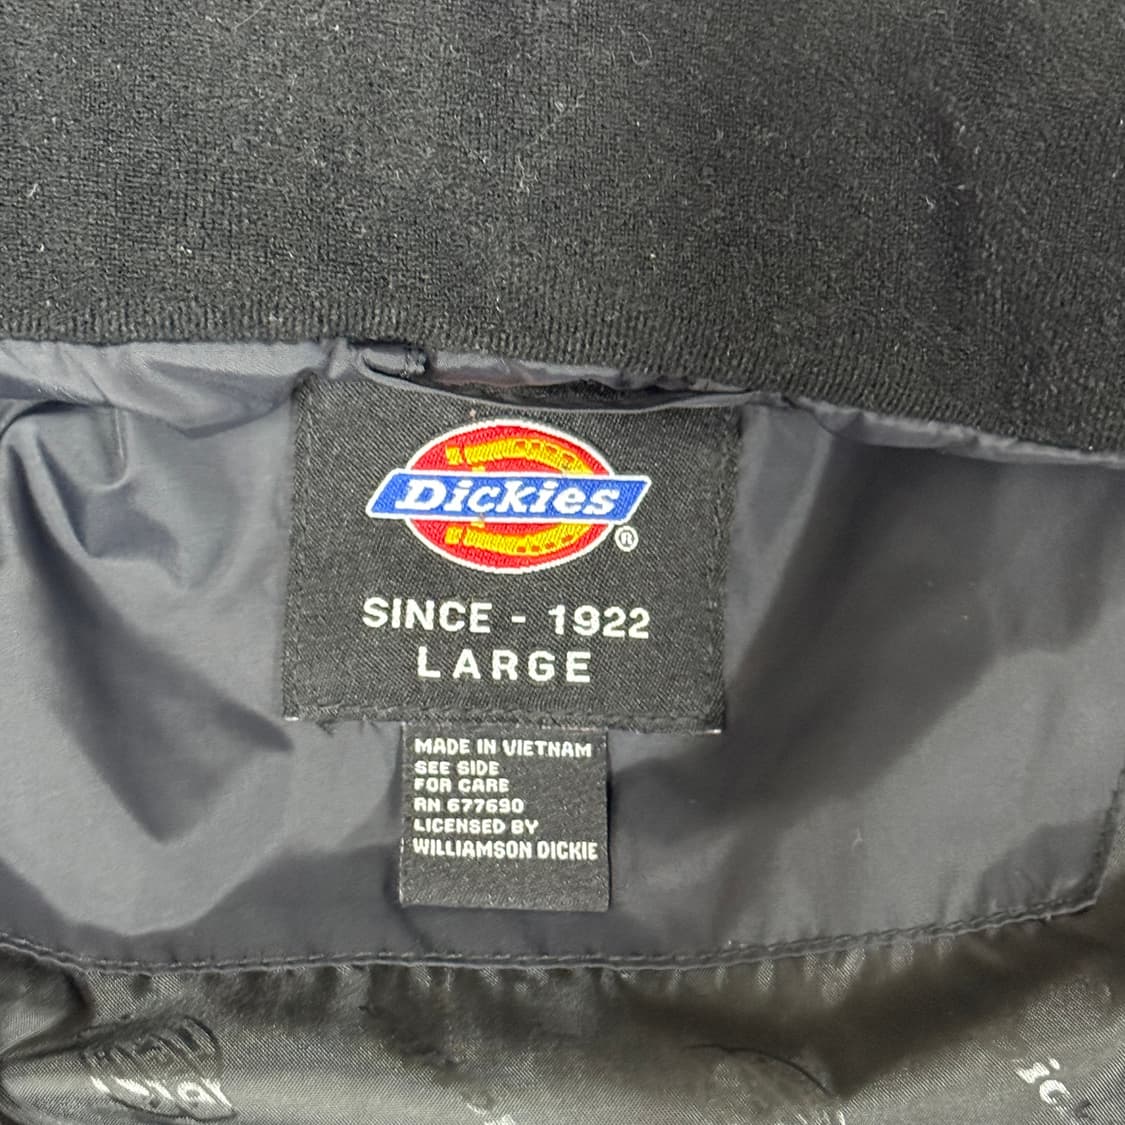 Dickies
®
SINCE - 1922
LARGE
MADE IN VIETNAM
SEE SIDE
FOR CARE
RN 677690
LICENSED BY
WILLIAMSON DICKIE